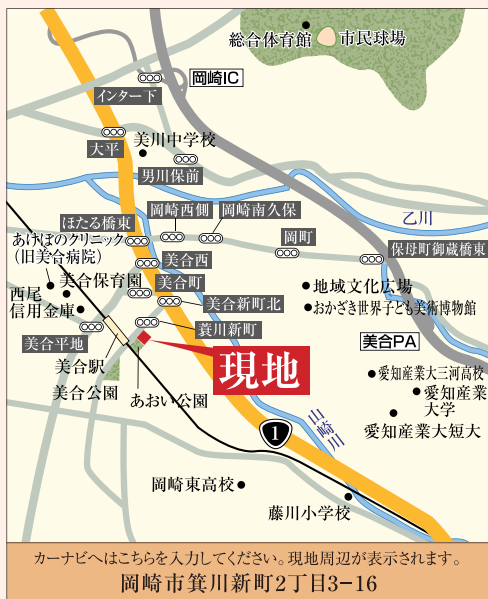 総合体育館
市民球場
岡崎IC
インター下
大平
美川中学校
男川保前
乙川
岡崎西側
岡崎南久保
ほたる橋東
岡町
保母町御蔵橋東
あけぼのクリニック
(旧美合病院)
美合西
美合保育園
美合町
地域文化広場
西尾
信用金庫
美合新町北
おかざき世界子ども美術博物館
蓑川新町
美合平地
美合PA
美合駅
現地
愛知産業大三河高校
美合公園
あおい公園
愛知産業
大学
山崎川
愛知産業大短大
1
岡崎東高校
藤川小学校
カーナビへはこちらを入力してください。現地周辺が表示されます。
岡崎市箕川新町2丁目3−16